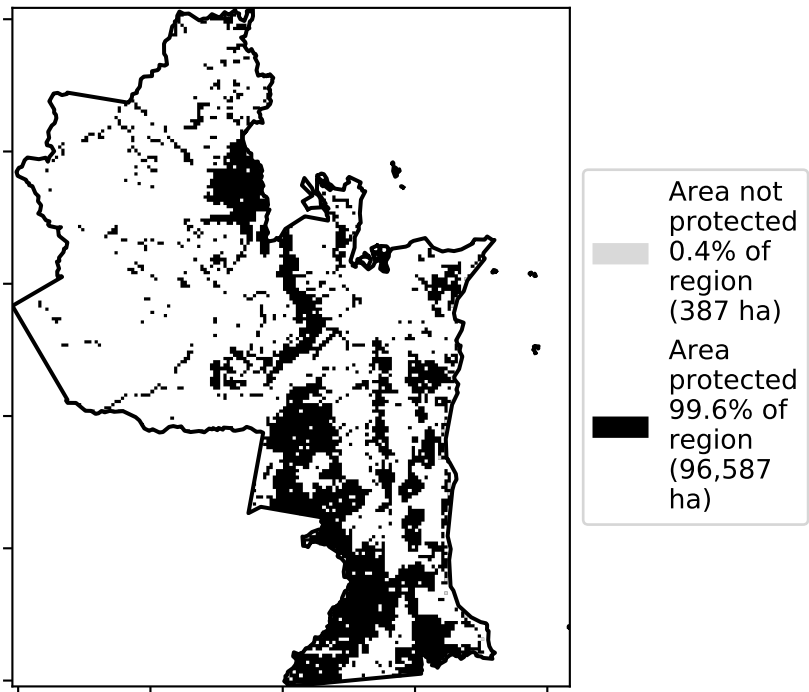 Area not
protected
0.4% of
region
(387 ha)
Area
protected
99.6% of
region
(96,587
ha)